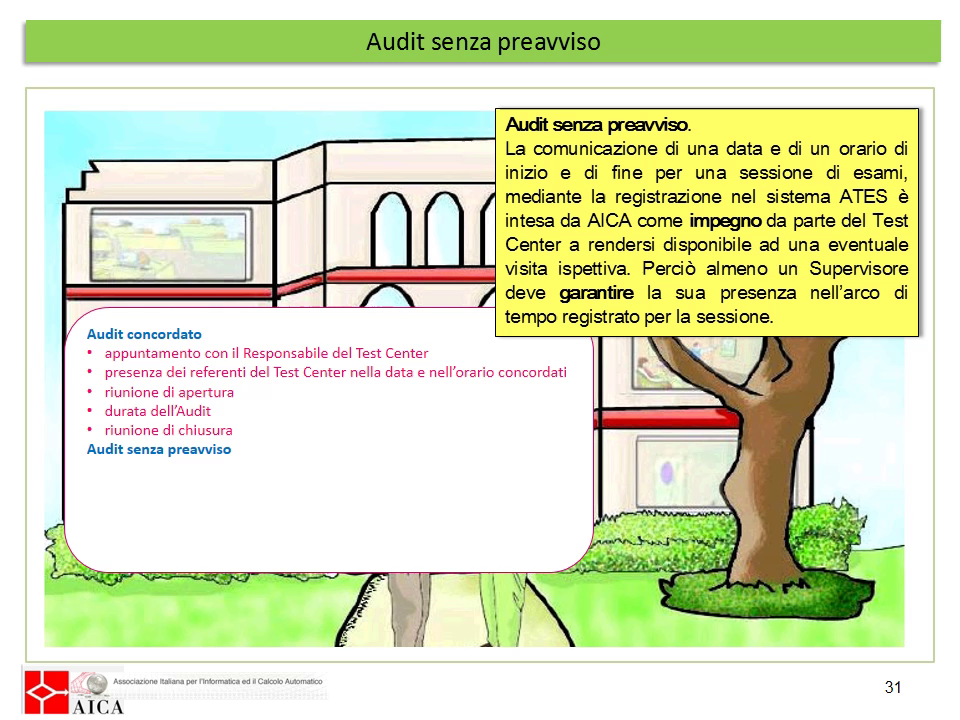 Audit senza preavviso
Audit senza preavviso.
La comunicazione di una data e di un orario di
inizio e di fine per una sessione di esami,
mediante la registrazione nel sistema ATES è
intesa da AICA come impegno da parte del Test
Center a rendersi disponibile ad una eventuale
visita ispettiva. Perciò almeno un Supervisore
deve garantire la sua presenza nell’arco di
tempo registrato per la sessione.
Audit concordato
• appuntamento con il Responsabile del Test Center
• presenza dei referenti del Test Center nella data e nell’orario concordati
• riunione di apertura
• durata dell’Audit
• riunione di chiusura
Audit senza preavviso
Associazione Italiana per l'Informatica ed il Calcolo Automatico
AICA
31